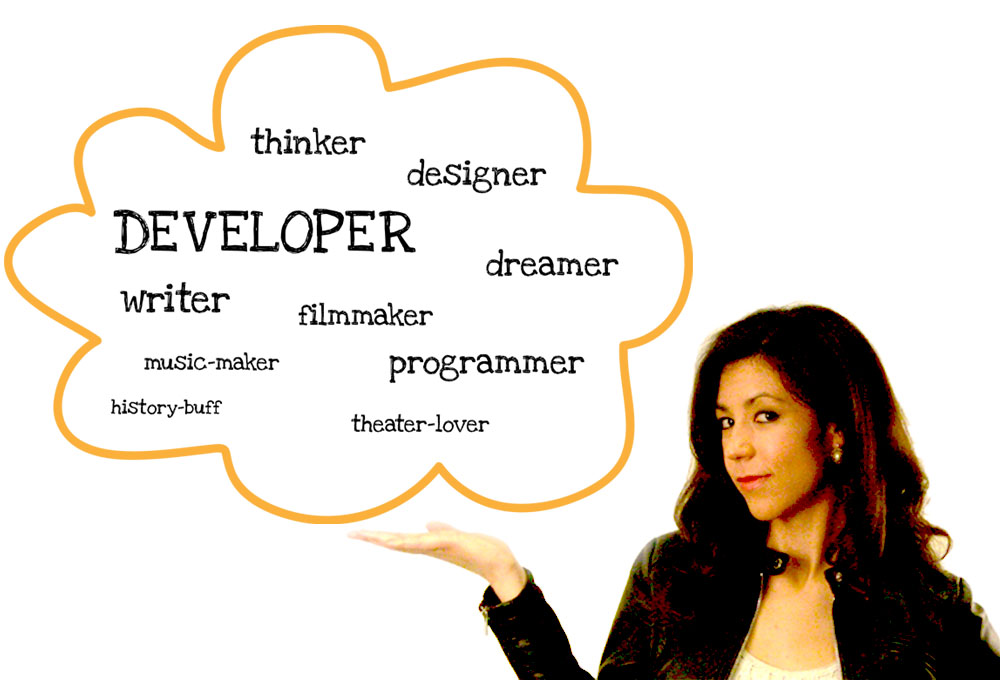 thinker
designer
DEVELOPER
dreamer
writer
filmmaker
music-maker
programmer
history-buff
theater-lover